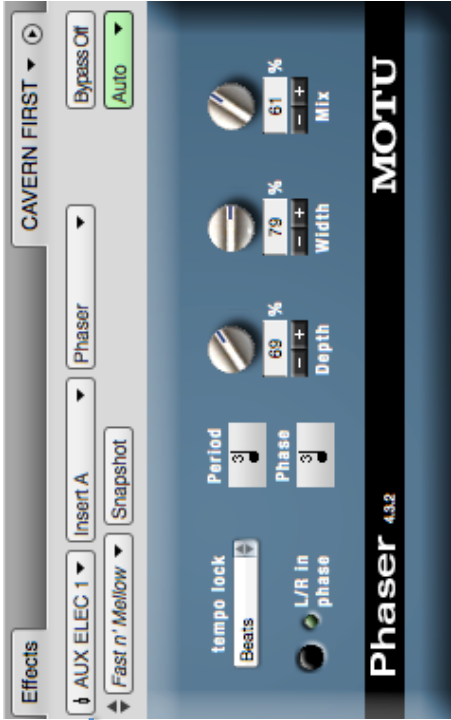 Effects CAVERN FIRST
AUX ELEC 1 Insert A Phaser Bypass Off
Fast n' Mellow Snapshot Auto
tempo lock
Beats
L/R in
phase
Period
3
Phase
3
69 %
- +
Depth
79 %
- +
Width
61 %
- +
Mix
Phaser 4.3.2 MOTU